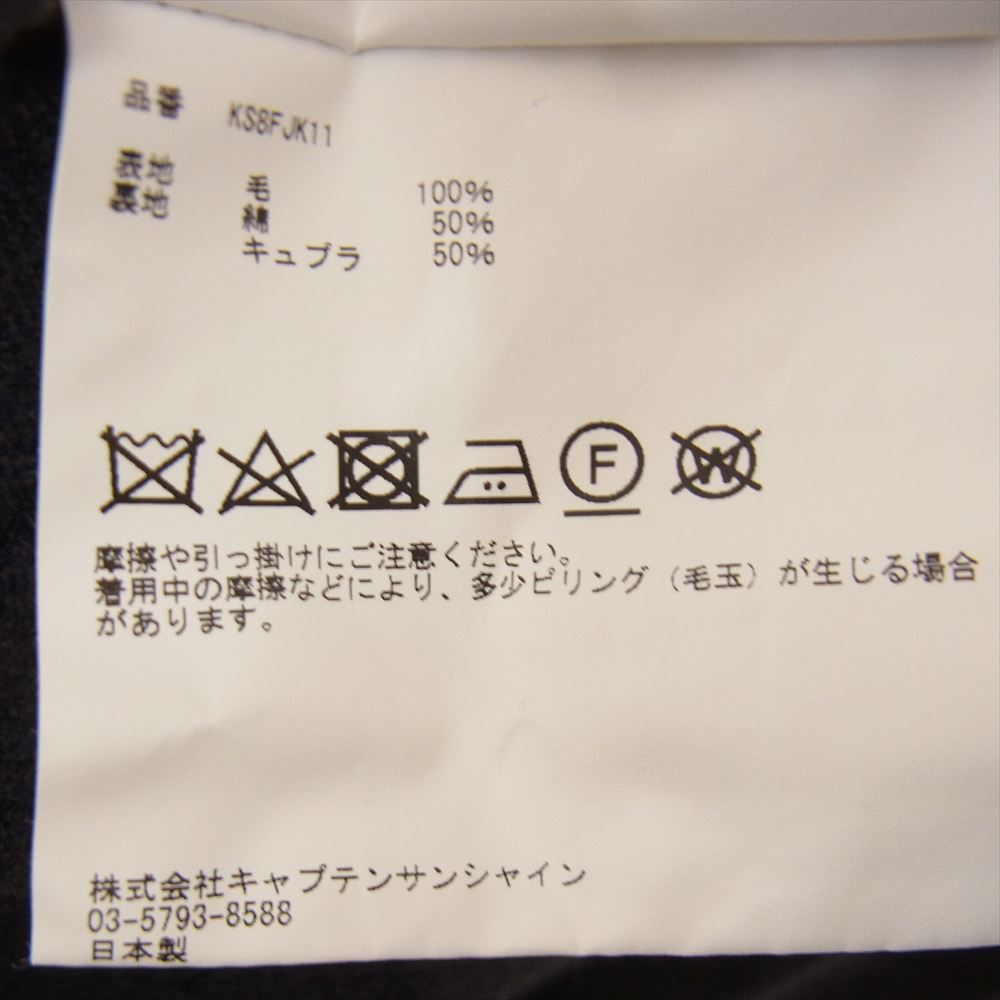 品番 KS8FJK11
表地 毛 100%
裏地 綿 50%
キュプラ 50%
F W
摩擦や引っ掛けにご注意ください。
着用中の摩擦などにより、多少ピリング（毛玉）が生じる場合
があります。
株式会社キャプテンサンシャイン
03-5793-8588
日本製